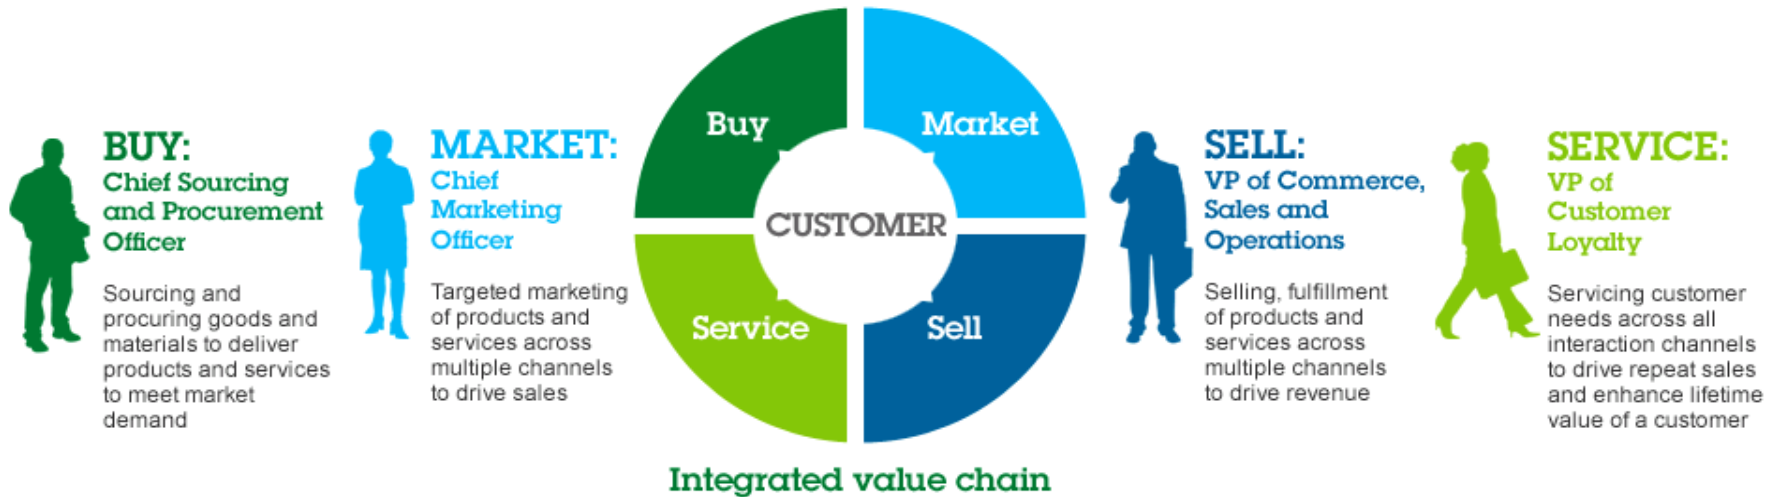 BUY:
Chief Sourcing
and Procurement
Officer
Sourcing and
procuring goods and
materials to deliver
products and services
to meet market
demand
MARKET:
Chief
Marketing
Officer
Targeted marketing
of products and
services across
multiple channels
to drive sales
Buy
Market
CUSTOMER
Service
Sell
Integrated value chain
SELL:
VP of Commerce,
Sales and
Operations
Selling, fulfillment
of products and
services across
multiple channels
to drive revenue
SERVICE:
VP of
Customer
Loyalty
Servicing customer
needs across all
interaction channels
to drive repeat sales
and enhance lifetime
value of a customer